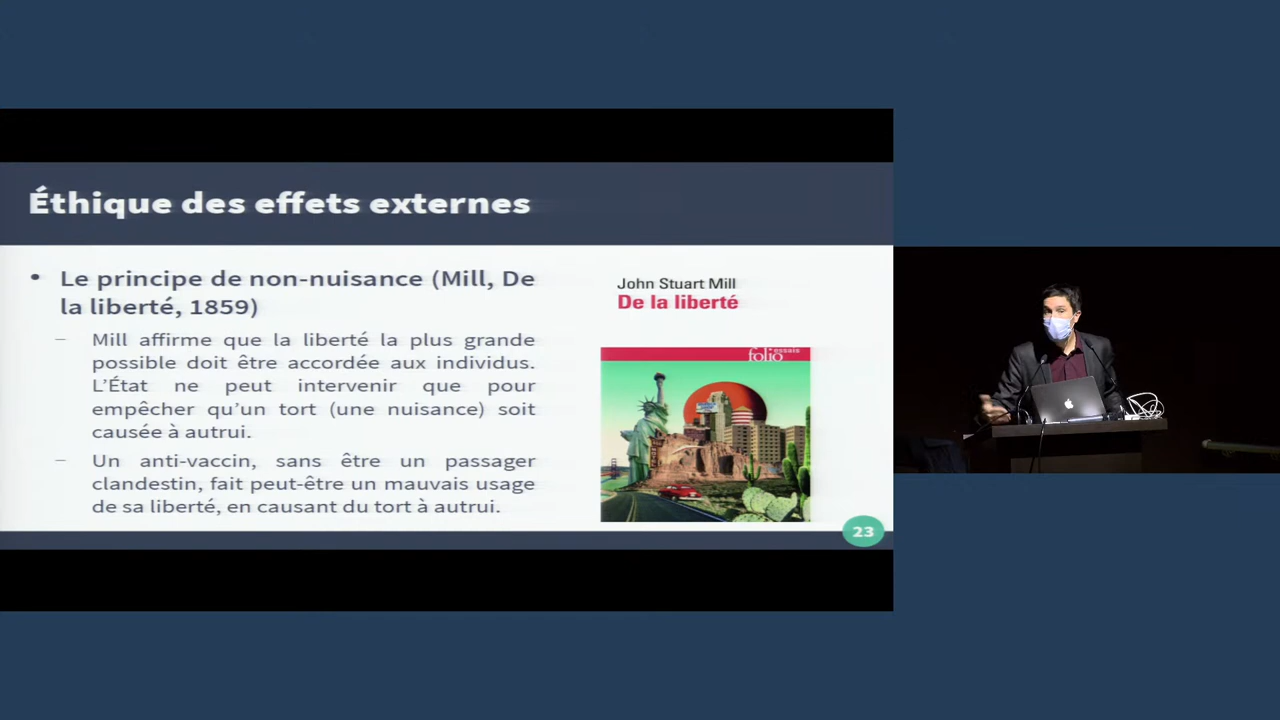 Éthique des effets externes
• Le principe de non-nuisance (Mill, De
la liberté, 1859)
– Mill affirme que la liberté la plus grande
possible doit être accordée aux individus.
L'État ne peut intervenir que pour
empêcher qu'un tort (une nuisance) soit
causée à autrui.
– Un anti-vaccin, sans être un passager
clandestin, fait peut-être un mauvais usage
de sa liberté, en causant du tort à autrui.
John Stuart Mill
De la liberté
folio essais
23